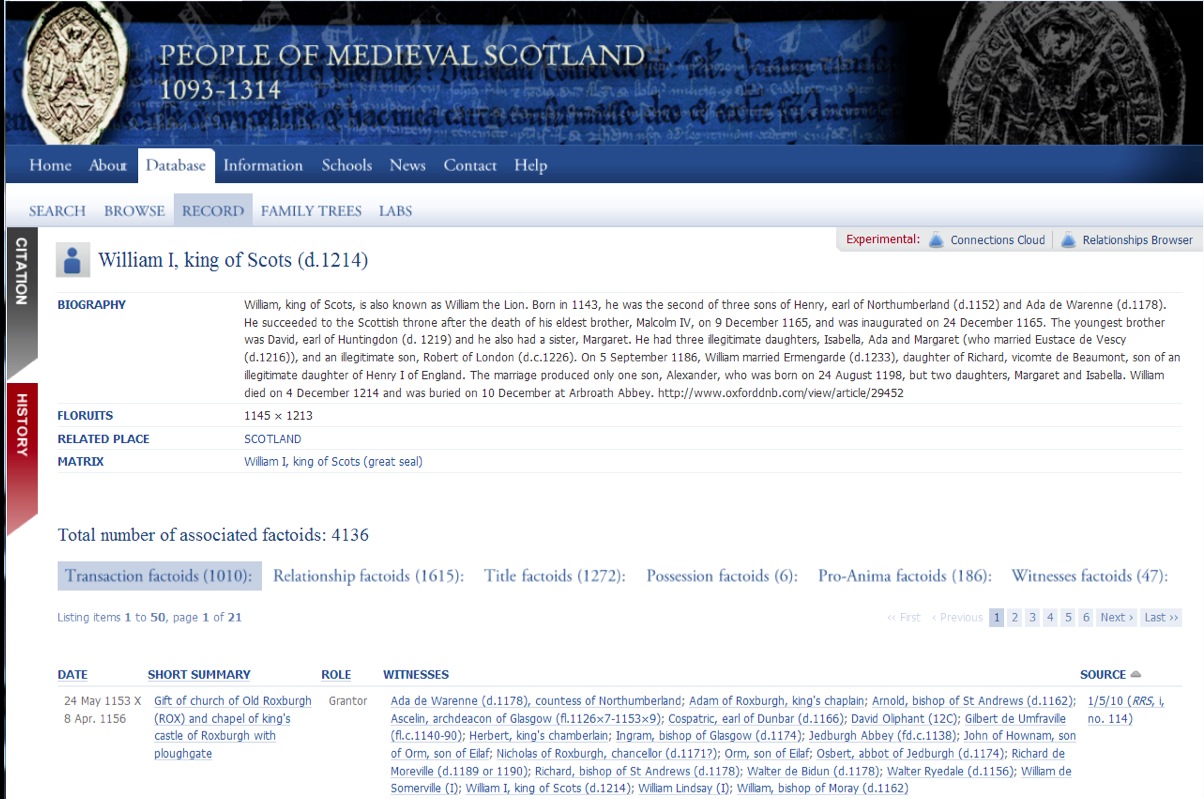 PEOPLE OF MEDIEVAL SCOTLAND
1093-1314
Home About Database Information Schools News Contact Help
SEARCH BROWSE RECORD FAMILY TREES LABS
Experimental: Connections Cloud Relationships Browser
CITATION
HISTORY
William I, king of Scots (d.1214)
BIOGRAPHY William, king of Scots, is also known as William the Lion. Born in 1143, he was the second of three sons of Henry, earl of Northumberland (d.1152) and Ada de Warenne (d.1178).
He succeeded to the Scottish throne after the death of his eldest brother, Malcolm IV, on 9 December 1165, and was inaugurated on 24 December 1165. The youngest brother
was David, earl of Huntingdon (d. 1219) and he also had a sister, Margaret. He had three illegitimate daughters, Isabella, Ada and Margaret (who married Eustace de Vescy
(d.1216)), and an illegitimate son, Robert of London (d.c.1226). On 5 September 1186, William married Ermengarde (d.1233), daughter of Richard, vicomte de Beaumont, son of an
illegitimate daughter of Henry I of England. The marriage produced only one son, Alexander, who was born on 24 August 1198, but two daughters, Margaret and Isabella. William
died on 4 December 1214 and was buried on 10 December at Arbroath Abbey. http://www.oxforddnb.com/view/article/29452
FLORUITS 1145 × 1213
RELATED PLACE SCOTLAND
MATRIX William I, king of Scots (great seal)
Total number of associated factoids: 4136
Transaction factoids (1010): Relationship factoids (1615): Title factoids (1272): Possession factoids (6): Pro-Anima factoids (186): Witnesses factoids (47):
Listing items 1 to 50, page 1 of 21 ‹‹ First ‹ Previous 1 2 3 4 5 6 Next › Last ››
DATE SHORT SUMMARY ROLE WITNESSES SOURCE
24 May 1153 X
8 Apr. 1156
Gift of church of Old Roxburgh
(ROX) and chapel of king's
castle of Roxburgh with
ploughgate
Grantor
Ada de Warenne (d.1178), countess of Northumberland; Adam of Roxburgh, king's chaplain; Arnold, bishop of St Andrews (d.1162);
Ascelin, archdeacon of Glasgow (fl.1126×7-1153×9); Cospatric, earl of Dunbar (d.1166); David Oliphant (12C); Gilbert de Umfraville
(fl.c.1140-90); Herbert, king's chamberlain; Ingram, bishop of Glasgow (d.1174); Jedburgh Abbey (fd.c.1138); John of Hownam, son
of Orm, son of Eilaf; Nicholas of Roxburgh, chancellor (d.1171?); Orm, son of Eilaf; Osbert, abbot of Jedburgh (d.1174); Richard de
Moreville (d.1189 or 1190); Richard, bishop of St Andrews (d.1178); Walter de Bidun (d.1178); Walter Ryedale (d.1156); William de
Somerville (I); William I, king of Scots (d.1214); William Lindsay (I); William, bishop of Moray (d.1162)
1/5/10 (RRS, i,
no. 114)